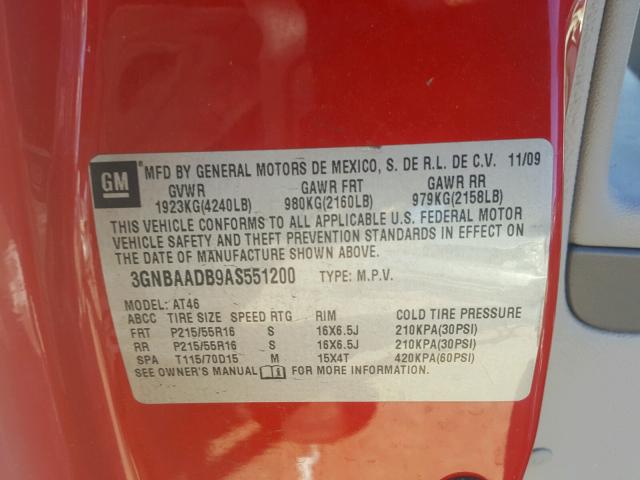 GM MFD BY GENERAL MOTORS DE MEXICO, S. DE R.L. DE C.V. 11/09
GVWR GAWR FRT GAWR RR
1923KG(4240LB) 980KG(2160LB) 979KG(2158LB)
THIS VEHICLE CONFORMS TO ALL APPLICABLE U.S. FEDERAL MOTOR
VEHICLE SAFETY AND THEFT PREVENTION STANDARDS IN EFFECT ON
THE DATE OF MANUFACTURE SHOWN ABOVE.
3GNBAADB9AS551200 TYPE: M.P.V.
MODEL: AT46
ABCC TIRE SIZE SPEED RTG RIM COLD TIRE PRESSURE
FRT P215/55R16 S 16X6.5J 210KPA(30PSI)
RR P215/55R16 S 16X6.5J 210KPA(30PSI)
SPA T115/70D15 M 15X4T 420KPA(60PSI)
SEE OWNER'S MANUAL FOR MORE INFORMATION.